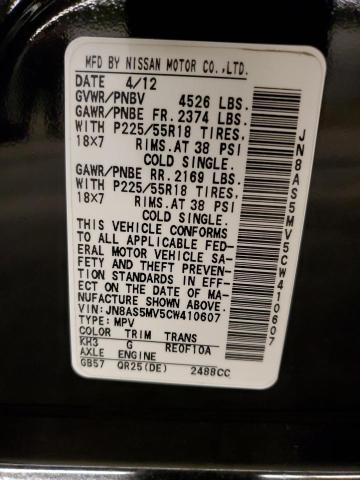 MFD BY NISSAN MOTOR CO.,LTD.
DATE 4/12
GVWR/PNBV 4526 LBS.
GAWR/PNBE FR. 2374 LBS.
WITH P225/55R18 TIRES,
18X7 RIMS.AT 38 PSI
COLD SINGLE.
GAWR/PNBE RR. 2169 LBS.
WITH P225/55R18 TIRES,
18X7 RIMS.AT 38 PSI
COLD SINGLE.
THIS VEHICLE CONFORMS
TO ALL APPLICABLE FED-
ERAL MOTOR VEHICLE SA-
FETY AND THEFT PREVEN-
TION STANDARDS IN EFF-
ECT ON THE DATE OF MA-
NUFACTURE SHOWN ABOVE.
VIN: JN8AS5MV5CW410607
TYPE: MPV
COLOR TRIM TRANS
KH3 G RE0F10A
AXLE ENGINE
GB57 QR25(DE) 2488CC
JN8AS5MV5CW410607